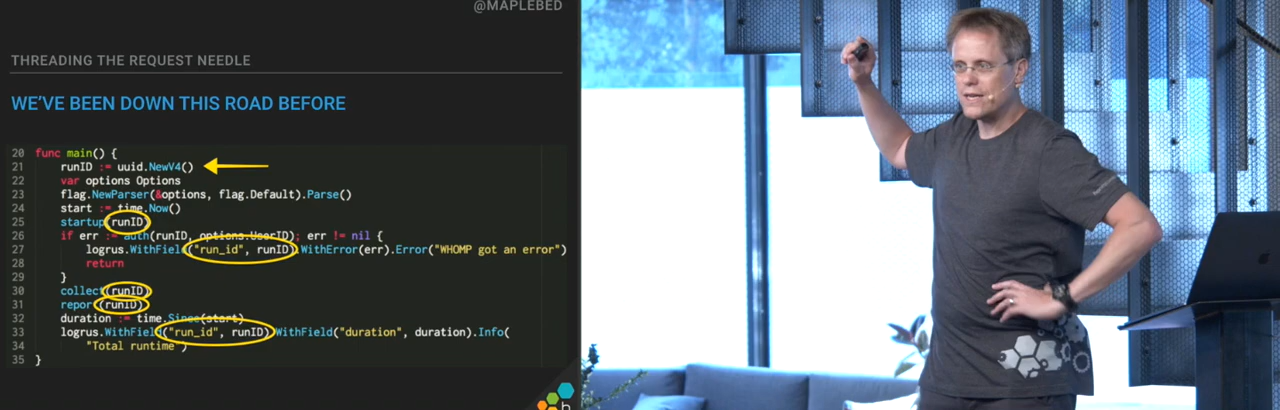 @MAPLEBED
THREADING THE REQUEST NEEDLE
WE'VE BEEN DOWN THIS ROAD BEFORE
20 func main() {
21 runID := uuid.NewV4()
22 var options Options
23 flag.NewParser(&options, flag.Default).Parse()
24 start := time.Now()
25 startup(runID)
26 if err := auth(runID, options.UserID); err != nil {
27 logrus.WithField("run_id", runID).WithError(err).Error("WHOMP got an error")
28 return
29 }
30 collect(runID)
31 report(runID)
32 duration := time.Since(start)
33 logrus.WithField("run_id", runID).WithField("duration", duration).Info(
34 "Total runtime")
35 }
h